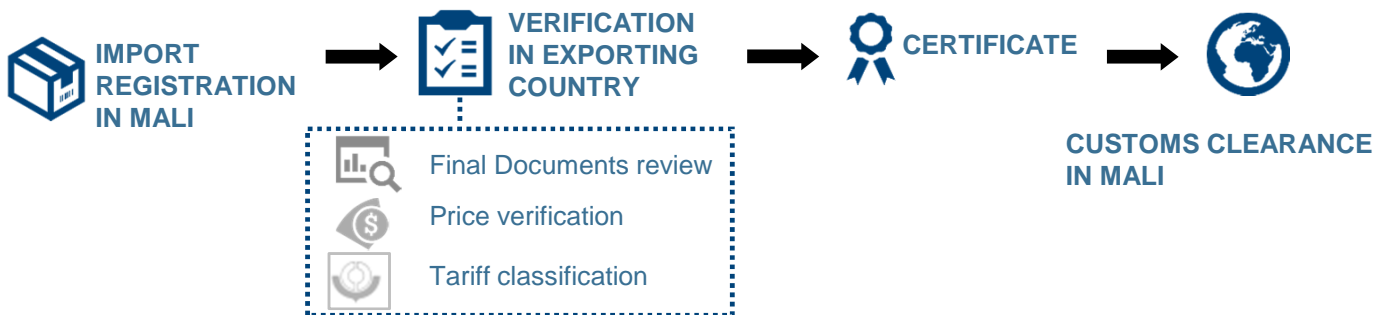 IMPORT
REGISTRATION
IN MALI
VERIFICATION
IN EXPORTING
COUNTRY
Final Documents review
Price verification
Tariff classification
CERTIFICATE
CUSTOMS CLEARANCE
IN MALI